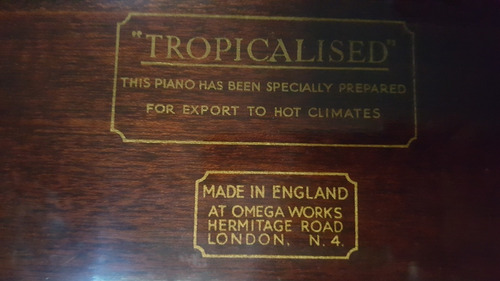 "TROPICALISED"
THIS PIANO HAS BEEN SPECIALLY PREPARED
FOR EXPORT TO HOT CLIMATES
MADE IN ENGLAND
AT OMEGA WORKS
HERMITAGE ROAD
LONDON, N.4.